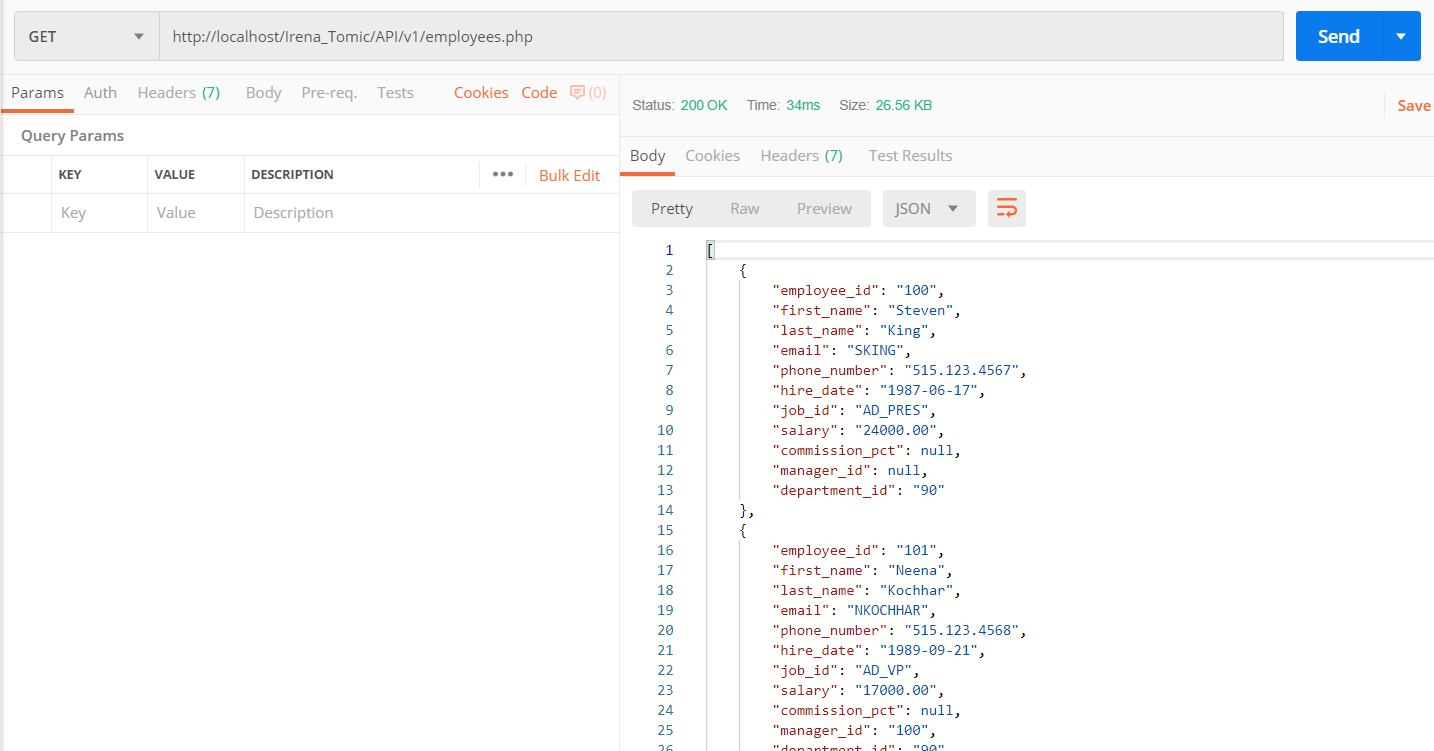 GET http://localhost/Irena_Tomic/API/v1/employees.php Send
Params Auth Headers (7) Body Pre-req. Tests Cookies Code (0)
Query Params
KEY VALUE DESCRIPTION ••• Bulk Edit
Key Value Description
Status: 200 OK Time: 34ms Size: 26.56 KB Save
Body Cookies Headers (7) Test Results
Pretty Raw Preview JSON
1 [
2 {
3 "employee_id": "100",
4 "first_name": "Steven",
5 "last_name": "King",
6 "email": "SKING",
7 "phone_number": "515.123.4567",
8 "hire_date": "1987-06-17",
9 "job_id": "AD_PRES",
10 "salary": "24000.00",
11 "commission_pct": null,
12 "manager_id": null,
13 "department_id": "90"
14 },
15 {
16 "employee_id": "101",
17 "first_name": "Neena",
18 "last_name": "Kochhar",
19 "email": "NKOCHHAR",
20 "phone_number": "515.123.4568",
21 "hire_date": "1989-09-21",
22 "job_id": "AD_VP",
23 "salary": "17000.00",
24 "commission_pct": null,
25 "manager_id": "100",
26 "department_id": "90"